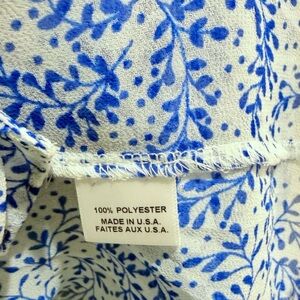 100% POLYESTER
MADE IN U.S.A.
FAITES AUX U.S.A.